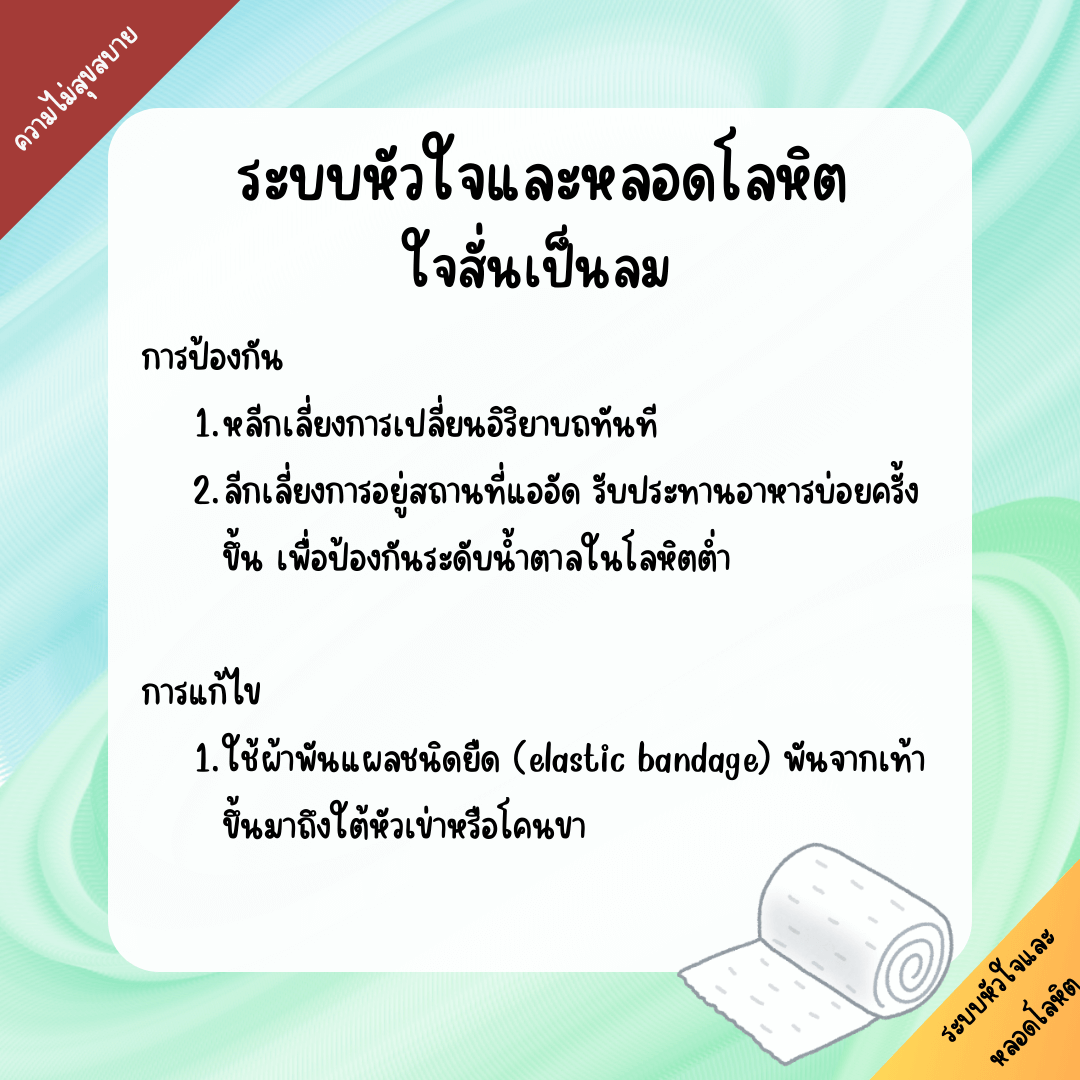 ความไม่สุขสบาย
ระบบหัวใจและหลอดโลหิต
ใจสั่นเป็นลม
การป้องกัน
1. หลีกเลี่ยงการเปลี่ยนอิริยาบถทันที
2. ลีกเลี่ยงการอยู่สถานที่แออัด รับประทานอาหารบ่อยครั้ง
ขึ้น เพื่อป้องกันระดับน้ำตาลในโลหิตต่ำ
การแก้ไข
1. ใช้ผ้าพันแผลชนิดยืด (elastic bandage) พันจากเท้า
ขึ้นมาถึงใต้หัวเข่าหรือโคนขา
ระบบหัวใจและ
หลอดโลหิต